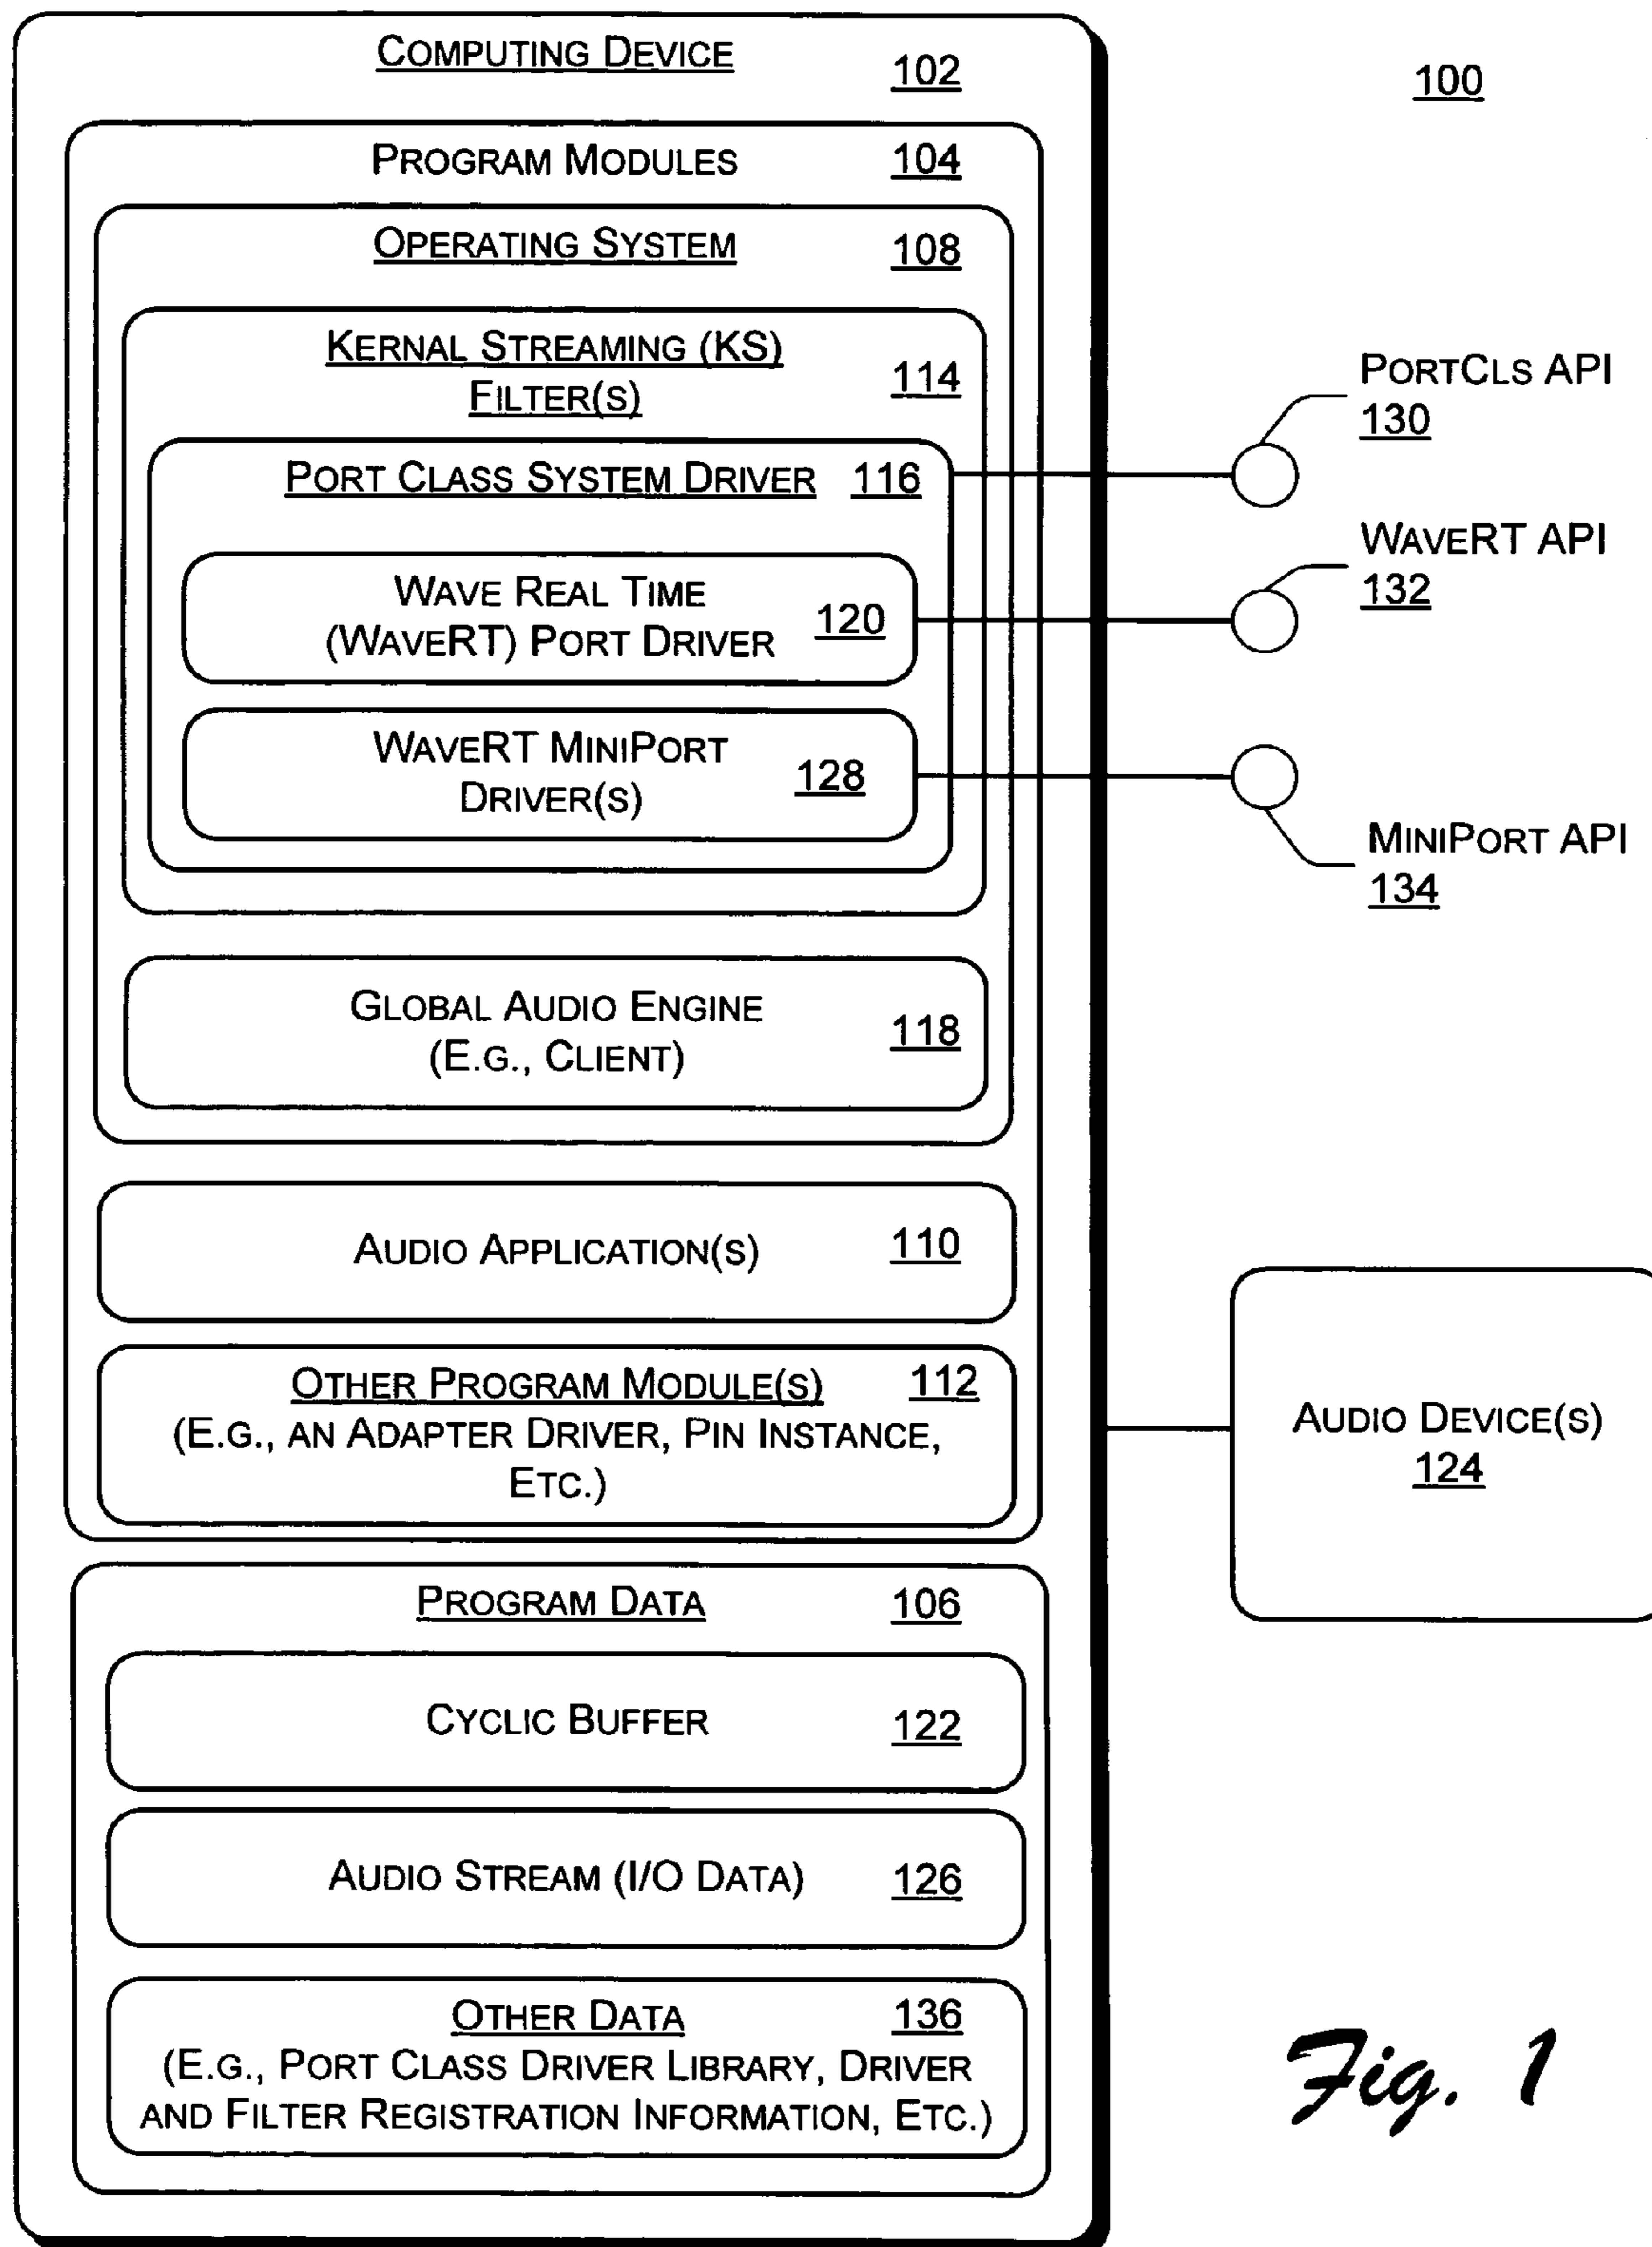 COMPUTING DEVICE 102
100
PROGRAM MODULES 104
OPERATING SYSTEM 108
KERNAL STREAMING (KS)
FILTER(S) 114
PORT CLASS SYSTEM DRIVER 116
WAVE REAL TIME
(WAVERT) PORT DRIVER 120
WAVERT MINIPORT
DRIVER(S) 128
PORTCLS API
130
WAVERT API
132
MINIPORT API
134
GLOBAL AUDIO ENGINE
(E.G., CLIENT) 118
AUDIO APPLICATION(S) 110
OTHER PROGRAM MODULE(S) 112
(E.G., AN ADAPTER DRIVER, PIN INSTANCE,
ETC.)
AUDIO DEVICE(S)
124
PROGRAM DATA 106
CYCLIC BUFFER 122
AUDIO STREAM (I/O DATA) 126
OTHER DATA 136
(E.G., PORT CLASS DRIVER LIBRARY, DRIVER
AND FILTER REGISTRATION INFORMATION, ETC.)
Fig. 1